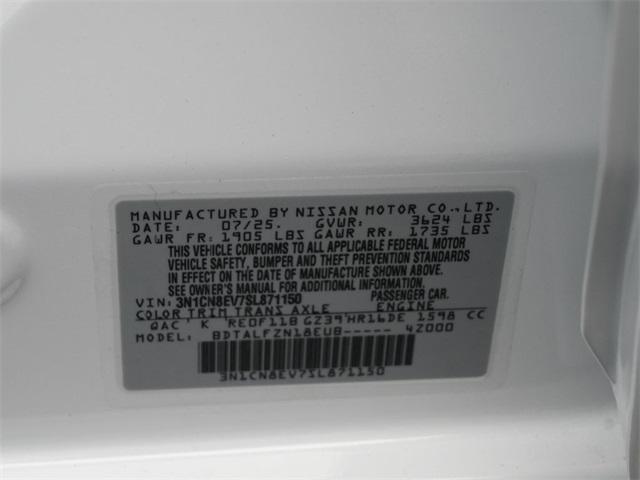 MANUFACTURED BY NISSAN MOTOR CO.,LTD.
DATE: 07/25. GVWR: 3624 LBS
GAWR FR: 1905 LBS GAWR RR: 1735 LBS
THIS VEHICLE CONFORMS TO ALL APPLICABLE FEDERAL MOTOR
VEHICLE SAFETY, BUMPER AND THEFT PREVENTION STANDARDS
IN EFFECT ON THE DATE OF MANUFACTURE SHOWN ABOVE.
SEE OWNER'S MANUAL FOR ADDITIONAL INFORMATION.
VIN: 3N1CN8EV7SL871150 PASSENGER CAR.
COLOR TRIM TRANS AXLE ENGINE
QAC' K RE0F11B GZ39'HR16DE 1598 CC
MODEL: BDTALFZN18EUB----- 4Z000
3N1CN8EV7SL871150